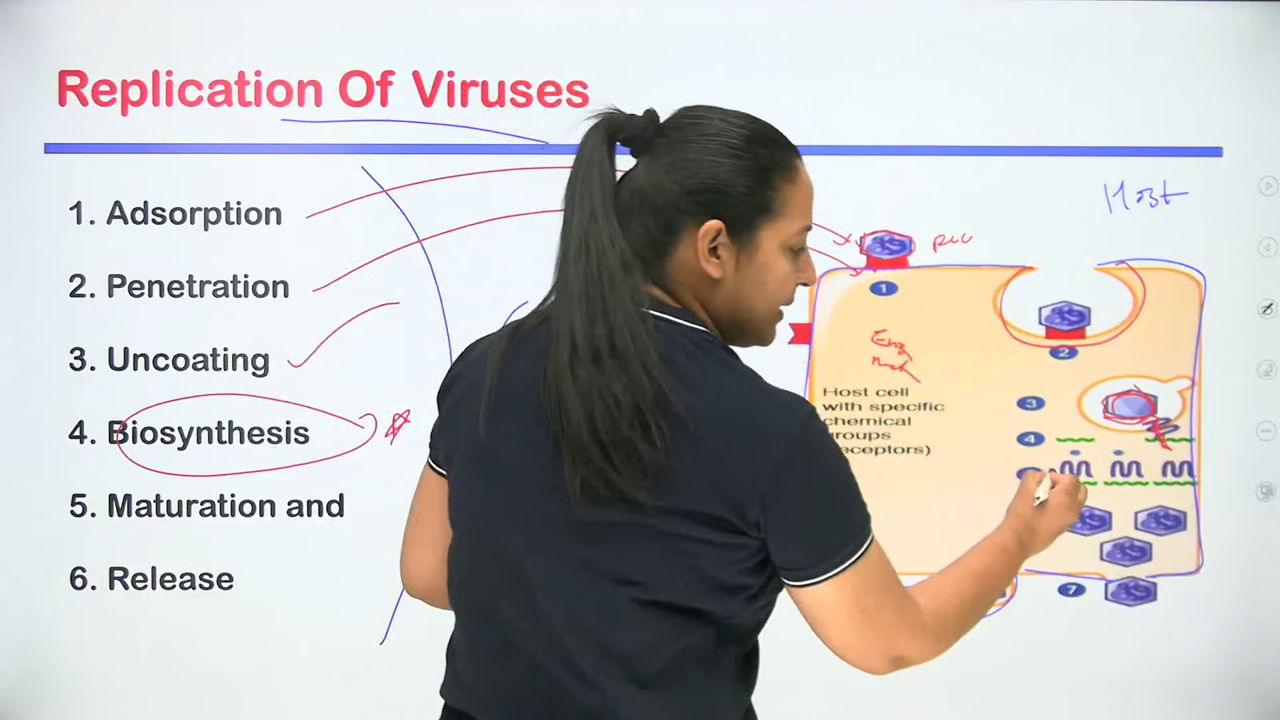 Replication Of Viruses
1. Adsorption
2. Penetration
3. Uncoating
4. Biosynthesis
5. Maturation and
6. Release
Host
1
2
Host cell
with specific
chemical
groups
receptors)
3
4
7